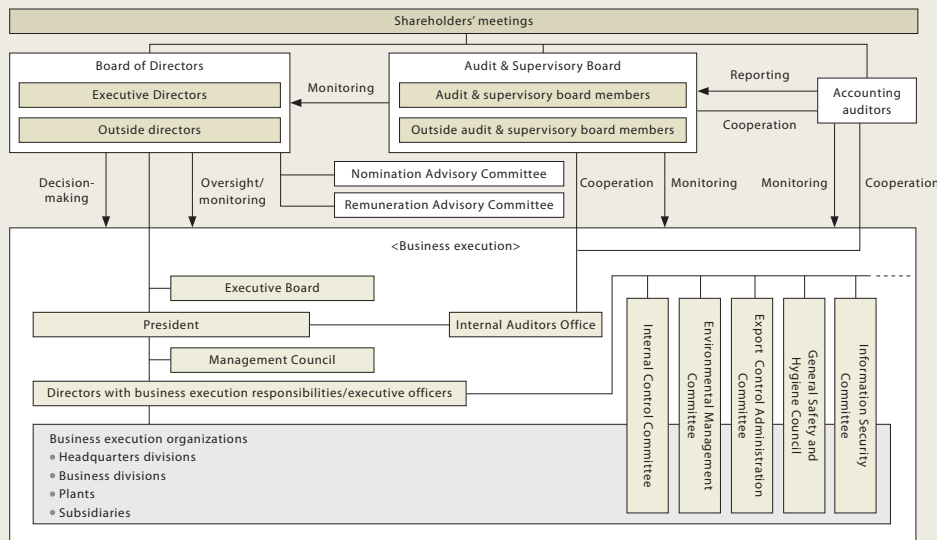 Shareholders' meetings
Board of Directors
Executive Directors
Outside directors
Monitoring
Audit & Supervisory Board
Audit & supervisory board members
Outside audit & supervisory board members
Reporting
Cooperation
Accounting
auditors
Decision-
making
Oversight/
monitoring
Nomination Advisory Committee
Remuneration Advisory Committee
Cooperation
Monitoring
Monitoring
Cooperation
<Business execution>
Executive Board
President
Internal Auditors Office
Management Council
Directors with business execution responsibilities/executive officers
Internal Control Committee
Environmental Management
Committee
Export Control Administration
Committee
General Safety and
Hygiene Council
Information Security
Committee
Business execution organizations
● Headquarters divisions
● Business divisions
● Plants
● Subsidiaries